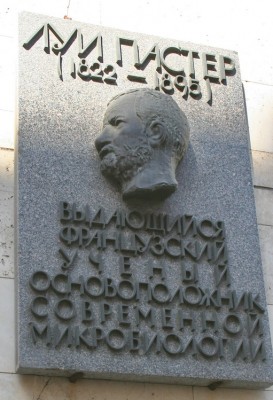 ЛУИ ПАСТЕР
(1822 – 1895)
ВЫДАЮЩИЙСЯ
ФРАНЦУЗСКИЙ
УЧЕНЫЙ
ОСНОВОПОЛОЖНИК
СОВРЕМЕННОЙ
МИКРОБИОЛОГИИ